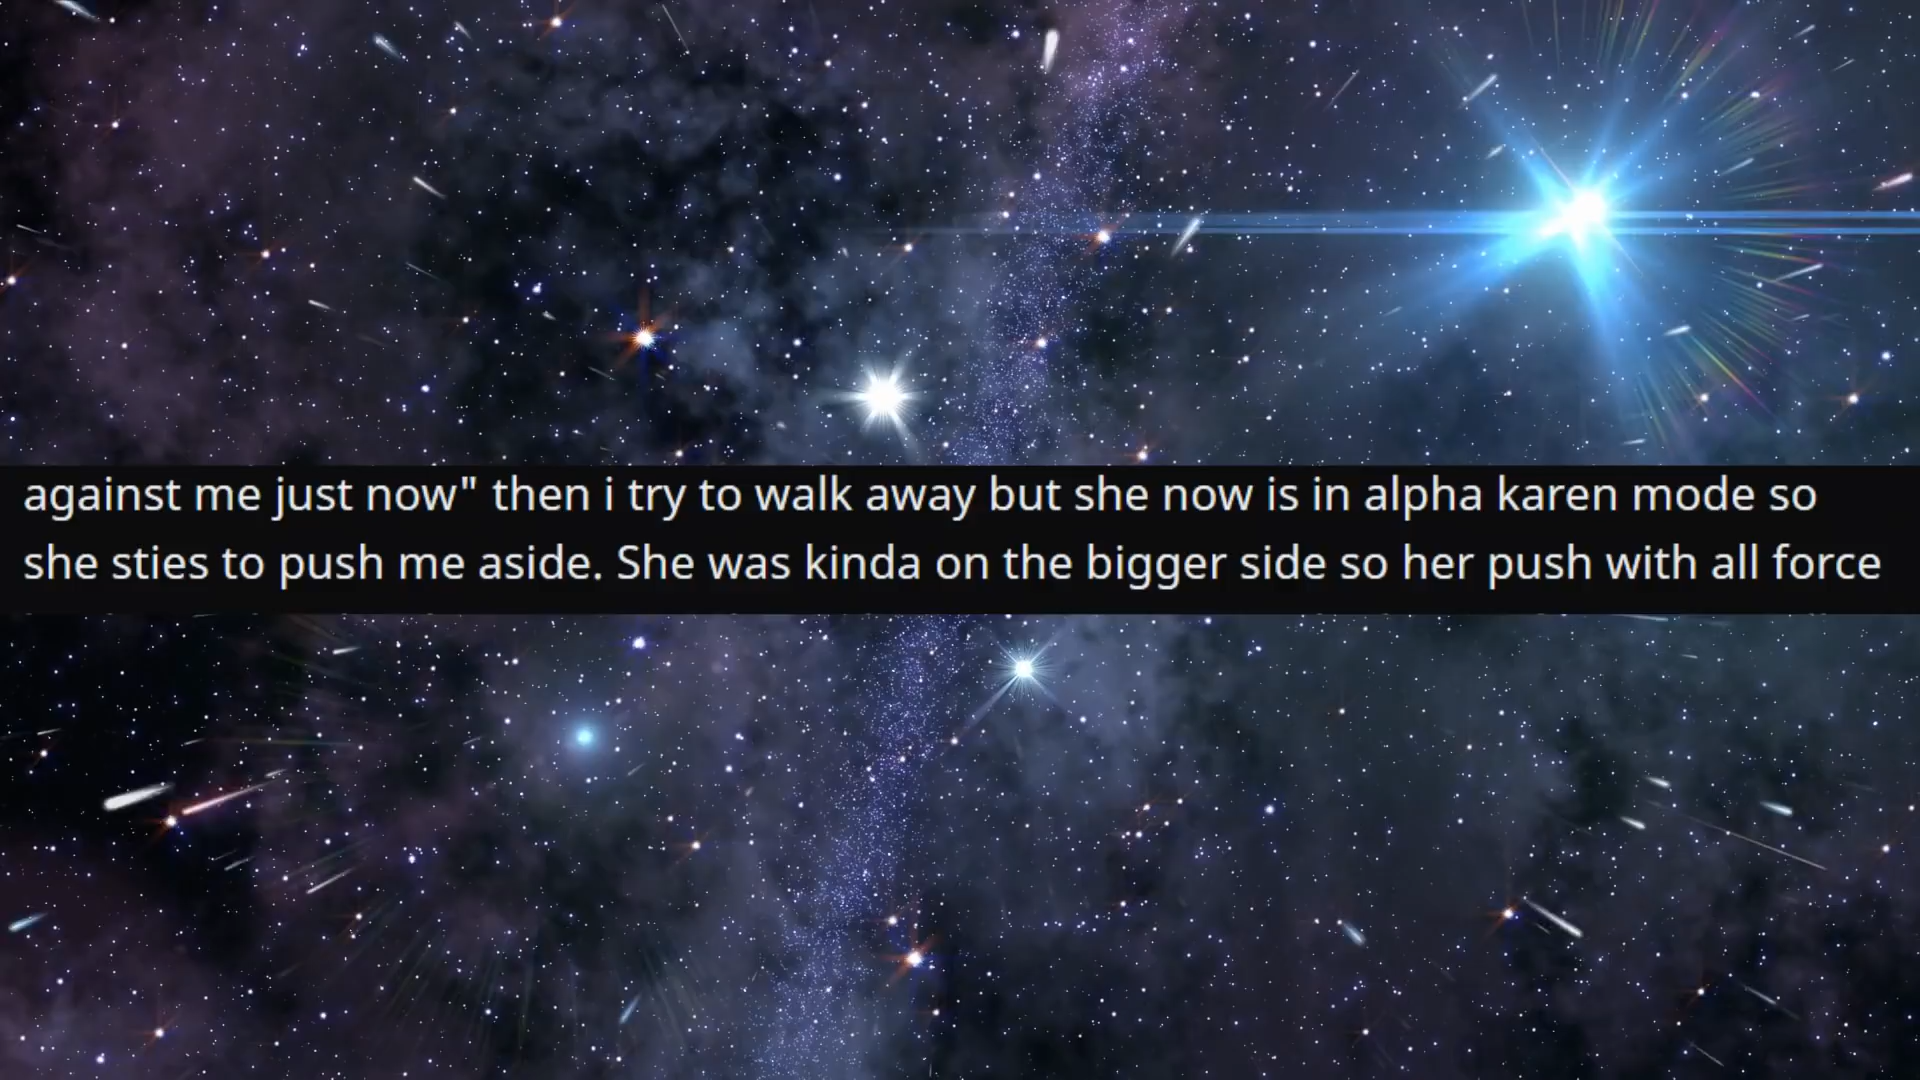 against me just now" then i try to walk away but she now is in alpha karen mode so
she sties to push me aside. She was kinda on the bigger side so her push with all force